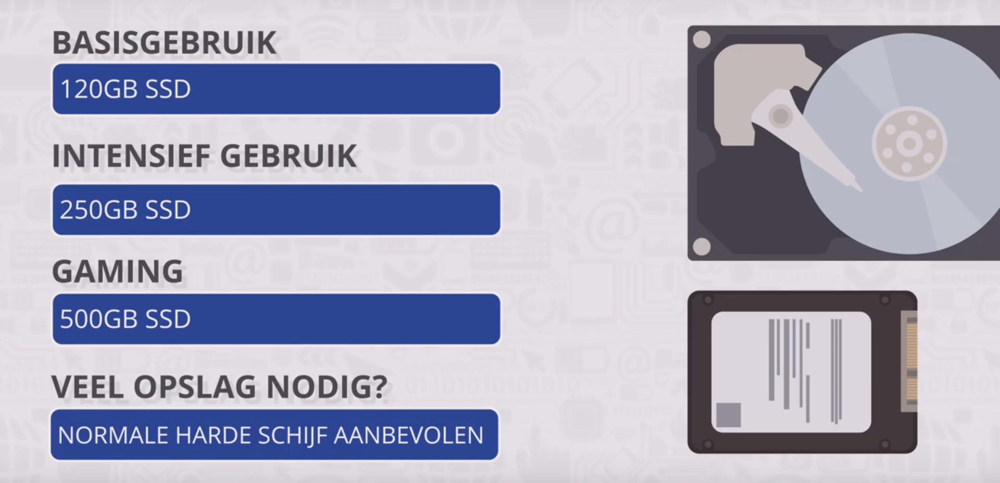 BASISGEBRUIK
120GB SSD
INTENSIEF GEBRUIK
250GB SSD
GAMING
500GB SSD
VEEL OPSLAG NODIG?
NORMALE HARDE SCHIJF AANBEVOLEN